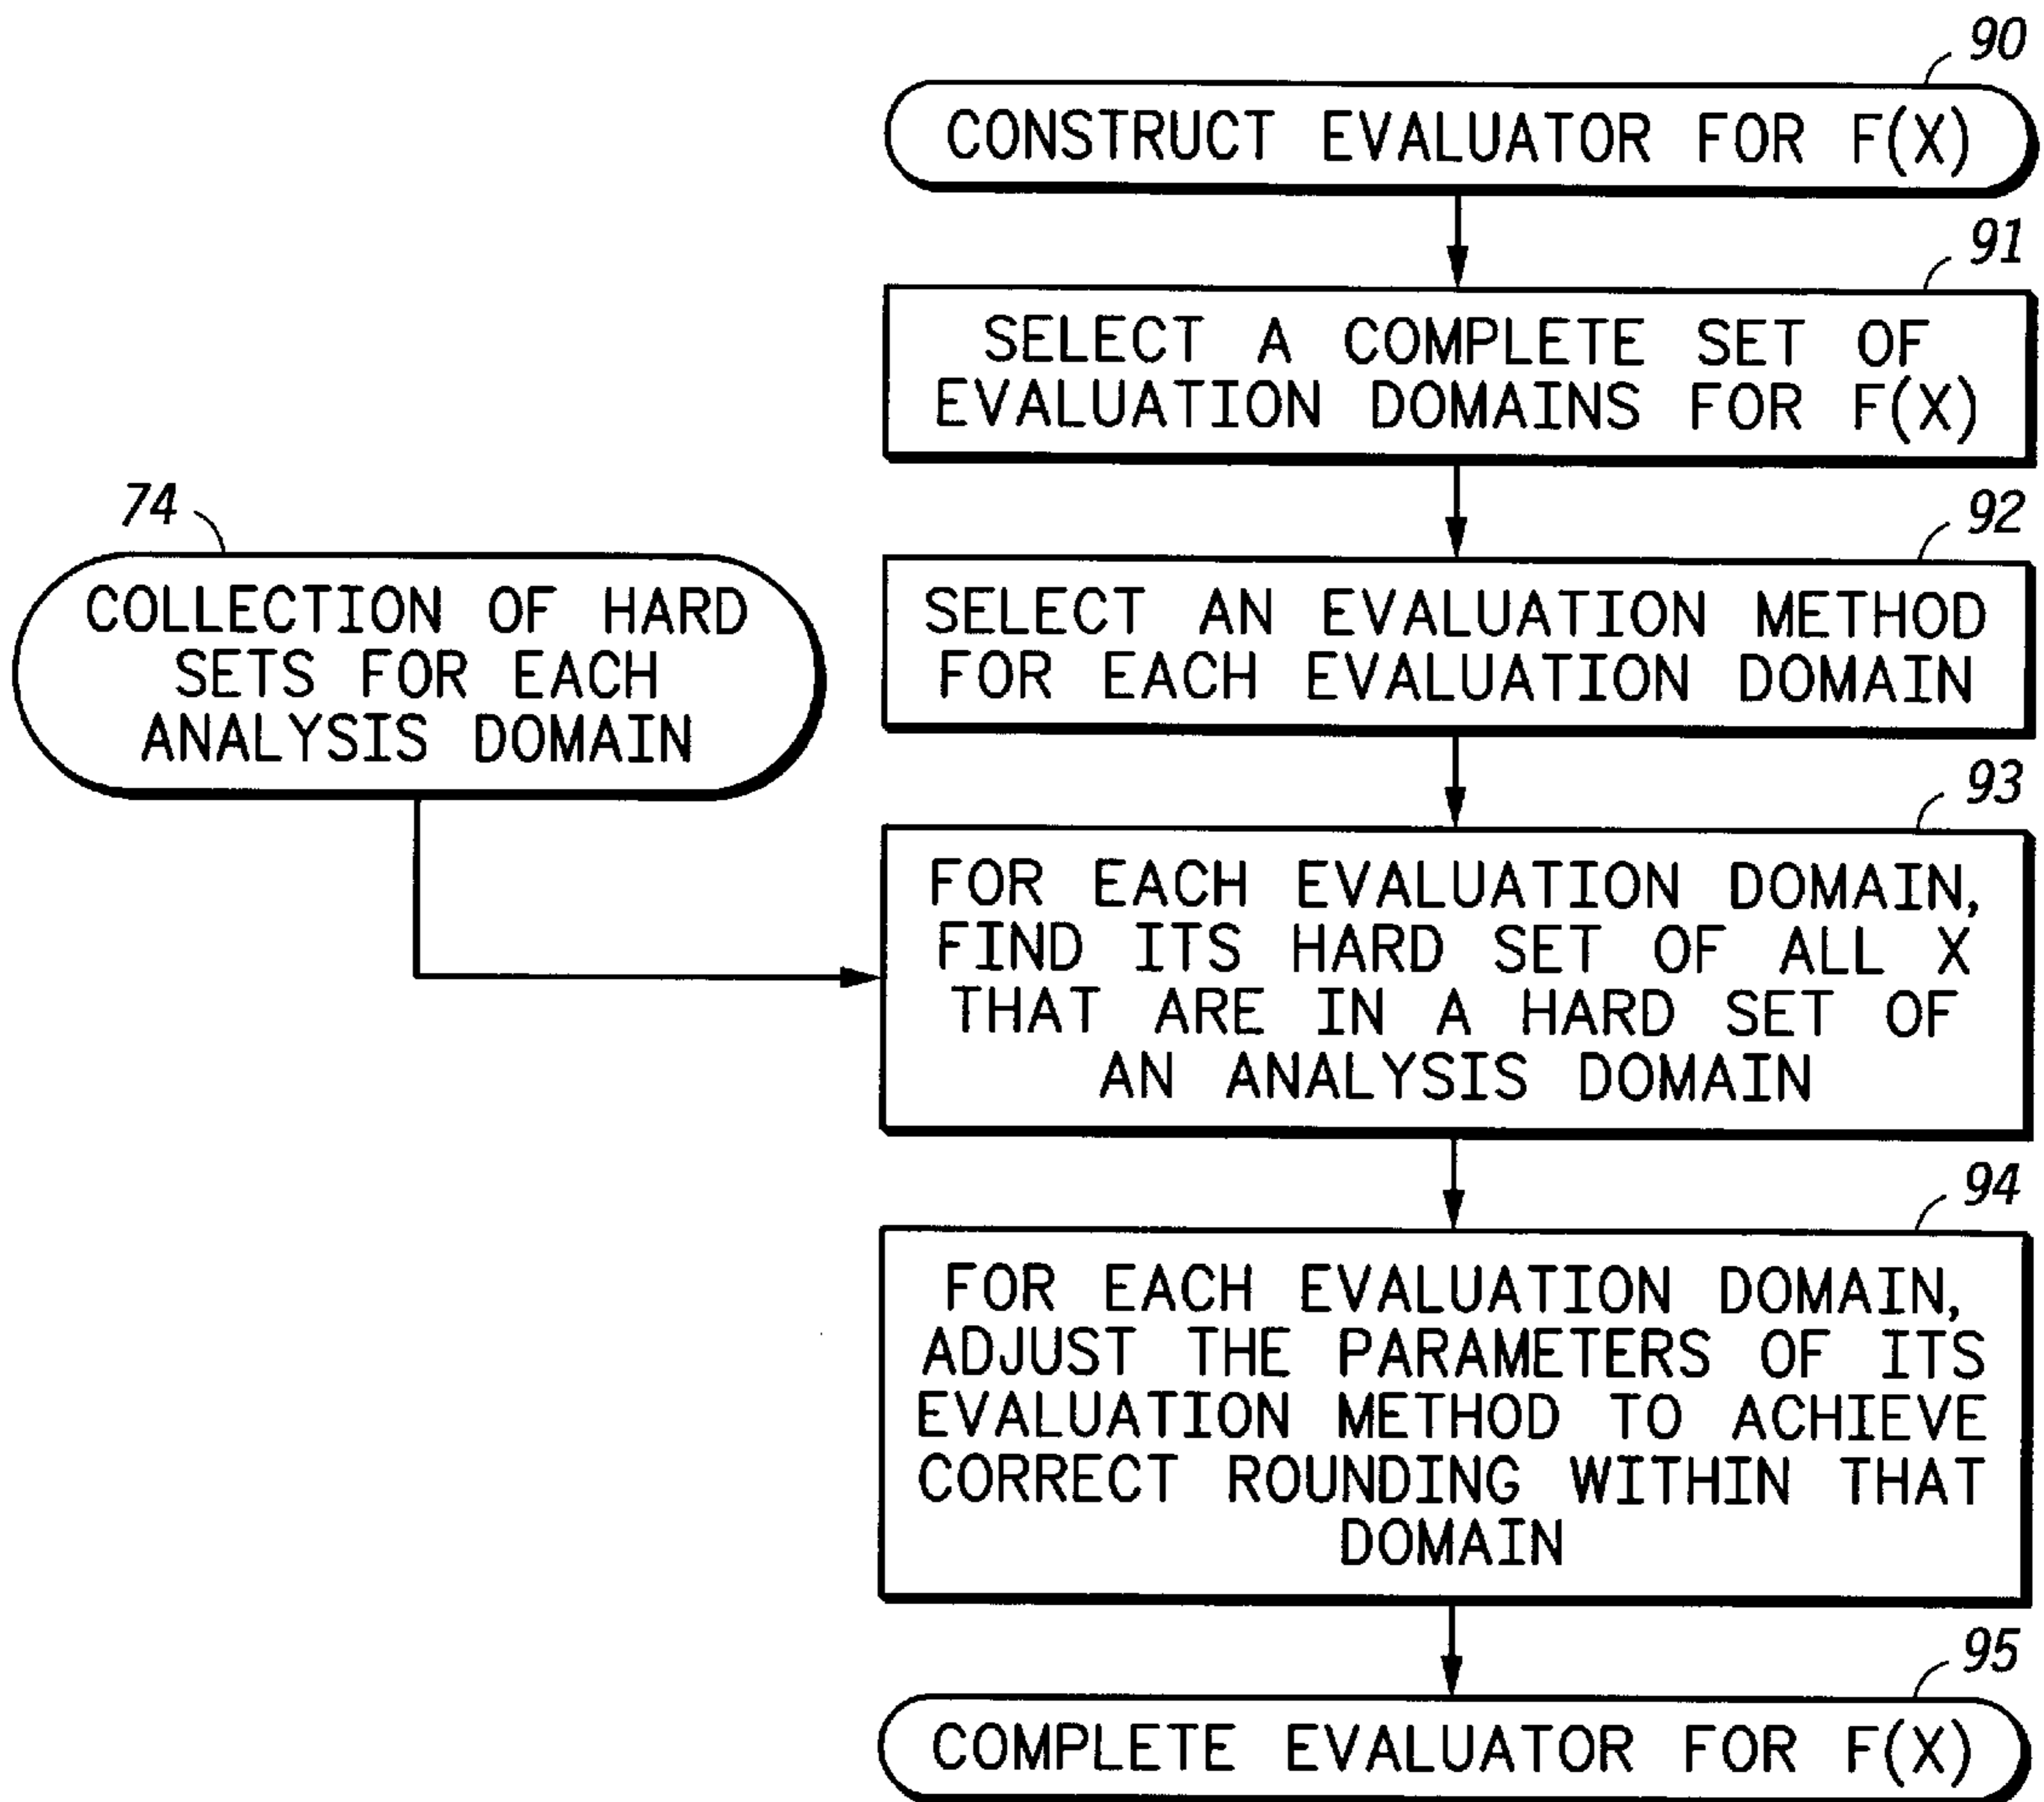 90
CONSTRUCT EVALUATOR FOR F(X)
91
SELECT A COMPLETE SET OF
EVALUATION DOMAINS FOR F(X)
74
COLLECTION OF HARD
SETS FOR EACH
ANALYSIS DOMAIN
92
SELECT AN EVALUATION METHOD
FOR EACH EVALUATION DOMAIN
93
FOR EACH EVALUATION DOMAIN,
FIND ITS HARD SET OF ALL X
THAT ARE IN A HARD SET OF
AN ANALYSIS DOMAIN
94
FOR EACH EVALUATION DOMAIN,
ADJUST THE PARAMETERS OF ITS
EVALUATION METHOD TO ACHIEVE
CORRECT ROUNDING WITHIN THAT
DOMAIN
95
COMPLETE EVALUATOR FOR F(X)